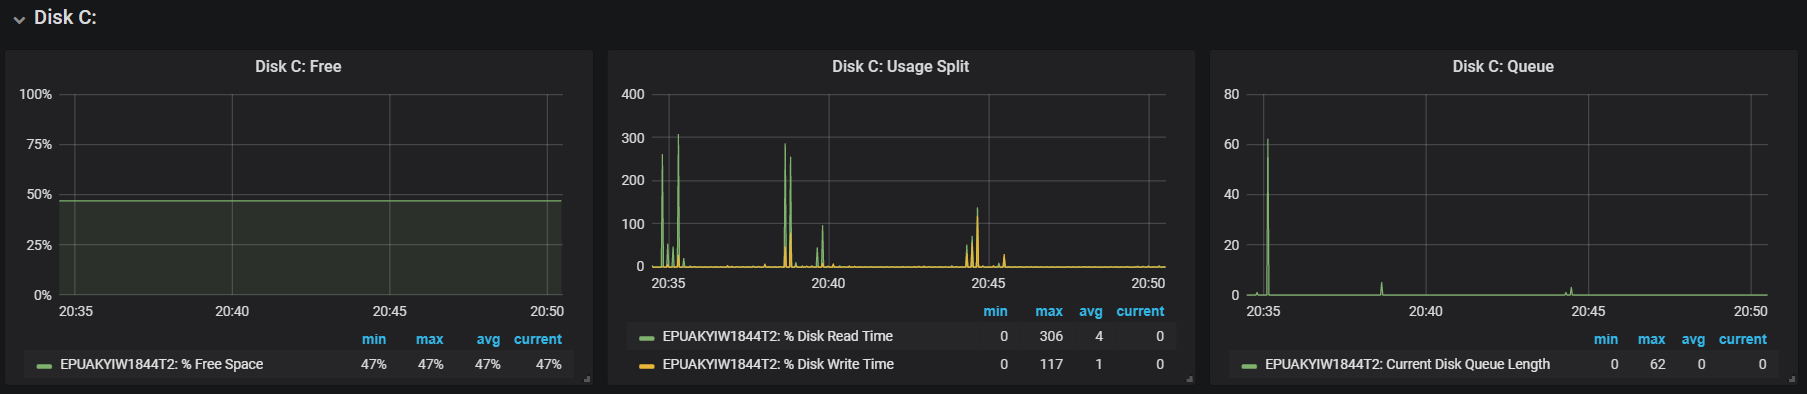 Disk C:
Disk C: Free
100%
75%
50%
25%
0%
20:35 20:40 20:45 20:50
min max avg current
EPUAKYIW1844T2: % Free Space 47% 47% 47% 47%
Disk C: Usage Split
400
300
200
100
0
20:35 20:40 20:45 20:50
min max avg current
EPUAKYIW1844T2: % Disk Read Time 0 306 4 0
EPUAKYIW1844T2: % Disk Write Time 0 117 1 0
Disk C: Queue
80
60
40
20
0
20:35 20:40 20:45 20:50
min max avg current
EPUAKYIW1844T2: Current Disk Queue Length 0 62 0 0